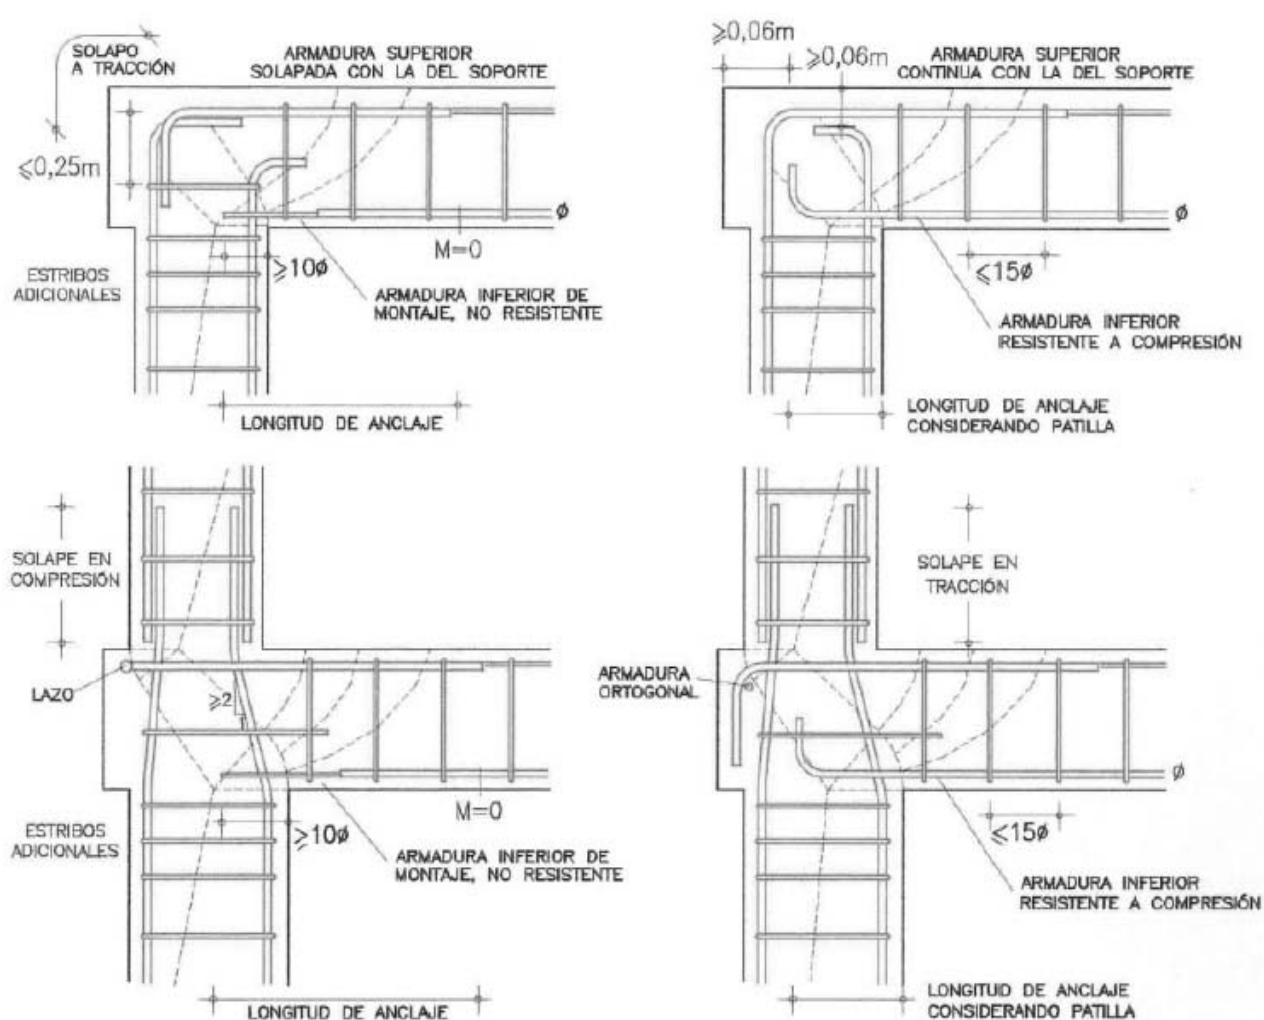 SOLAPO
A TRACCIÓN
ARMADURA SUPERIOR
SOLAPADA CON LA DEL SOPORTE
≤0,25m
ESTRIBOS
ADICIONALES
≥10ø
M=0
ø
ARMADURA INFERIOR DE
MONTAJE, NO RESISTENTE
LONGITUD DE ANCLAJE
≥0,06m
≥0,06m
ARMADURA SUPERIOR
CONTINUA CON LA DEL SOPORTE
ø
≤15ø
ARMADURA INFERIOR
RESISTENTE A COMPRESIÓN
LONGITUD DE ANCLAJE
CONSIDERANDO PATILLA
SOLAPE EN
COMPRESIÓN
LAZO
≥2
1
M=0
ESTRIBOS
ADICIONALES
≥10ø
ARMADURA INFERIOR DE
MONTAJE, NO RESISTENTE
LONGITUD DE ANCLAJE
SOLAPE EN
TRACCIÓN
ARMADURA
ORTOGONAL
ø
≤15ø
ARMADURA INFERIOR
RESISTENTE A COMPRESIÓN
LONGITUD DE ANCLAJE
CONSIDERANDO PATILLA